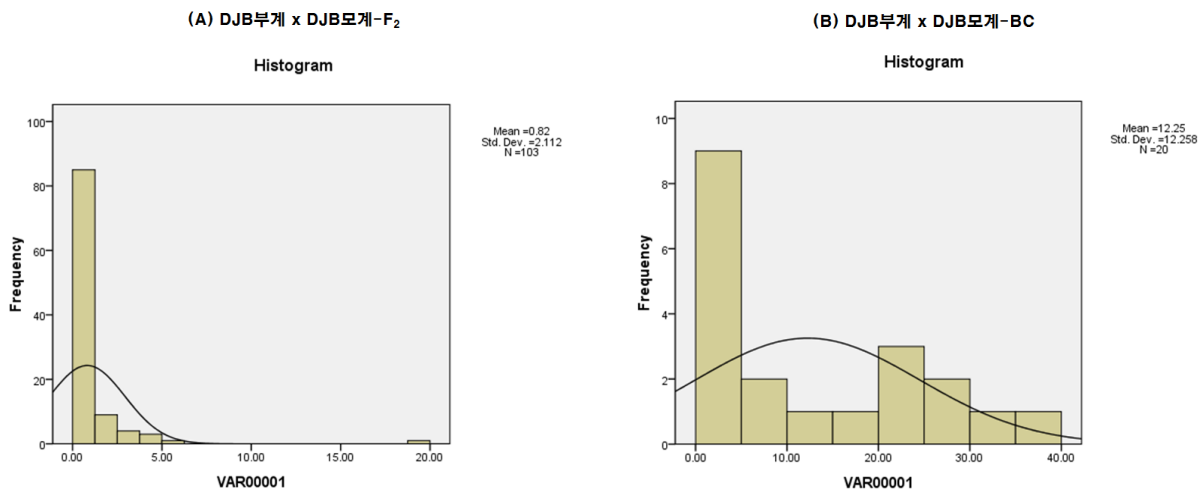 (A) DJB부계 x DJB모계-F₂
Histogram
Mean =0.82
Std. Dev. =2.112
N =103
Frequency
100
80
60
40
20
0
0.00 5.00 10.00 15.00 20.00
VAR00001
(B) DJB부계 x DJB모계-BC
Histogram
Mean =12.25
Std. Dev. =12.258
N =20
Frequency
10
8
6
4
2
0
0.00 10.00 20.00 30.00 40.00
VAR00001